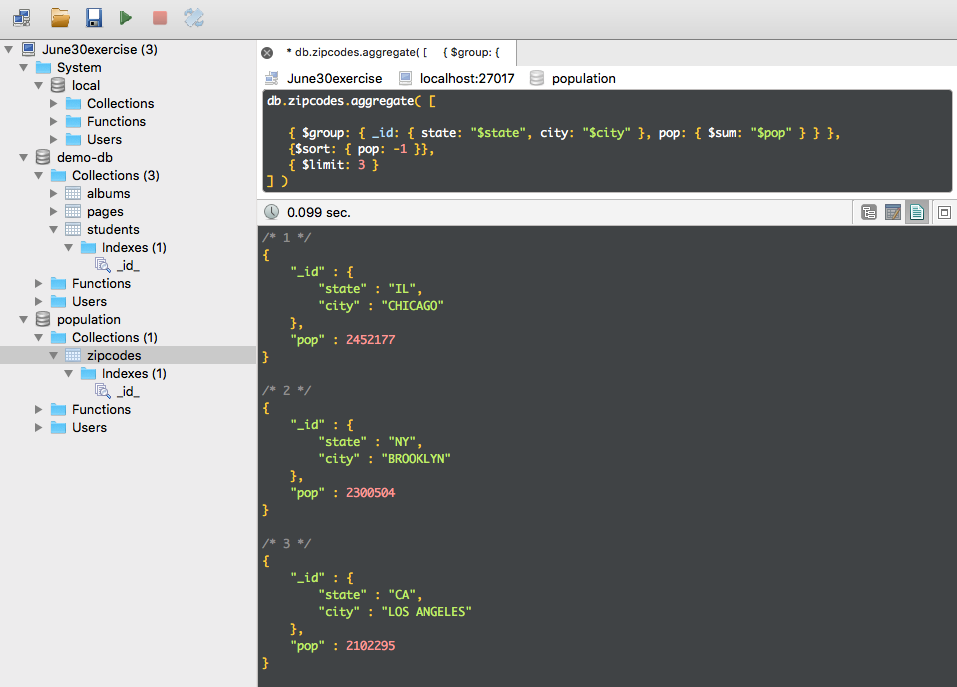 June30exercise (3)
System
local
Collections
Functions
Users
demo-db
Collections (3)
albums
pages
students
Indexes (1)
_id_
Functions
Users
population
Collections (1)
zipcodes
Indexes (1)
_id_
Functions
Users
* db.zipcodes.aggregate( [ { $group: {
June30exercise localhost:27017 population
db.zipcodes.aggregate( [
{ $group: { _id: { state: "$state", city: "$city" }, pop: { $sum: "$pop" } } },
{$sort: { pop: -1 }},
{ $limit: 3 }
] )
0.099 sec.
/* 1 */
{
"_id" : {
"state" : "IL",
"city" : "CHICAGO"
},
"pop" : 2452177
}
/* 2 */
{
"_id" : {
"state" : "NY",
"city" : "BROOKLYN"
},
"pop" : 2300504
}
/* 3 */
{
"_id" : {
"state" : "CA",
"city" : "LOS ANGELES"
},
"pop" : 2102295
}